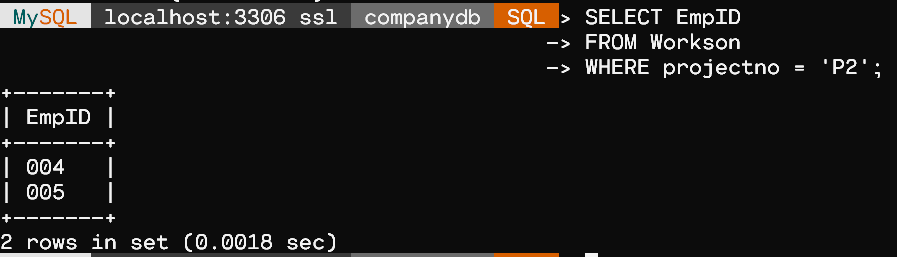 MySQL localhost:3306 ssl companydb SQL > SELECT EmpID
-> FROM Workson
-> WHERE projectno = 'P2';
+-------+
| EmpID |
+-------+
| 004   |
| 005   |
+-------+
2 rows in set (0.0018 sec)